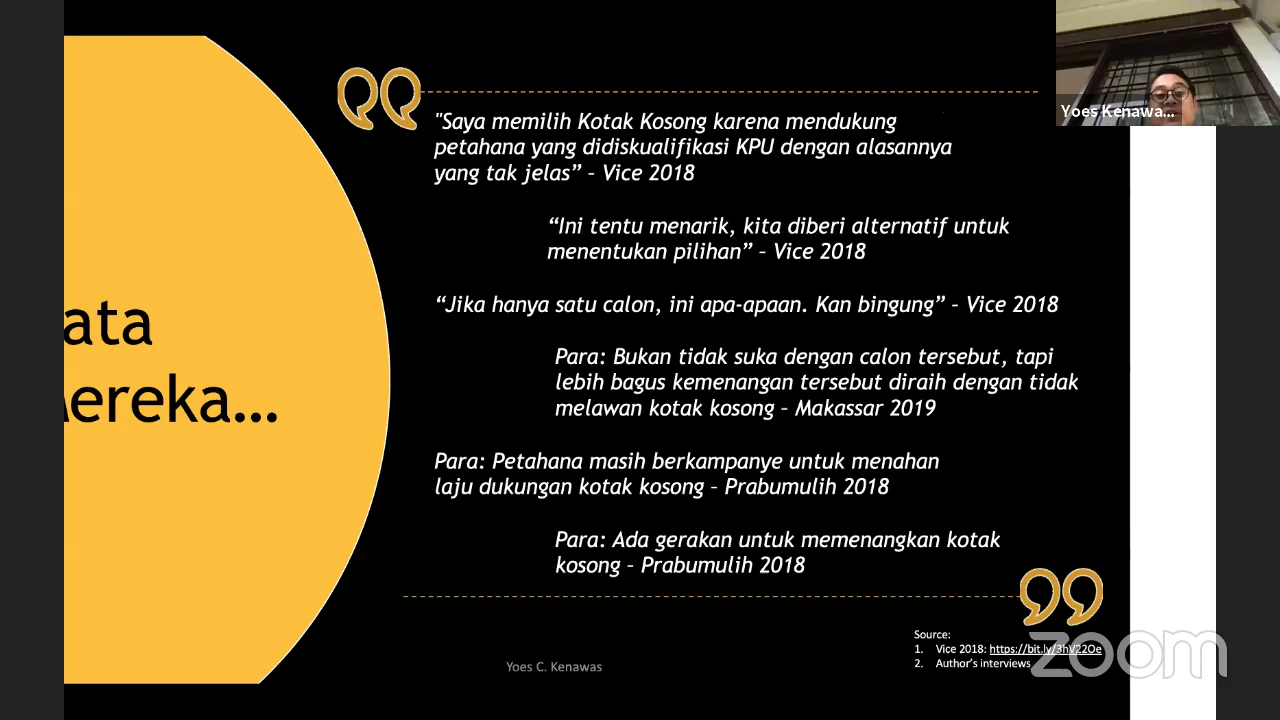 Yoes Kenawa...
"Saya memilih Kotak Kosong karena mendukung
petahana yang didiskualifikasi KPU dengan alasannya
yang tak jelas” – Vice 2018
“Ini tentu menarik, kita diberi alternatif untuk
menentukan pilihan” – Vice 2018
“Jika hanya satu calon, ini apa-apaan. Kan bingung” – Vice 2018
ata
ereka...
Para: Bukan tidak suka dengan calon tersebut, tapi
lebih bagus kemenangan tersebut diraih dengan tidak
melawan kotak kosong – Makassar 2019
Para: Petahana masih berkampanye untuk menahan
laju dukungan kotak kosong – Prabumulih 2018
Para: Ada gerakan untuk memenangkan kotak
kosong – Prabumulih 2018
Source:
1. Vice 2018: https://bit.ly/3hV22Oe
2. Author's interviews
Yoes C. Kenawas
zoom